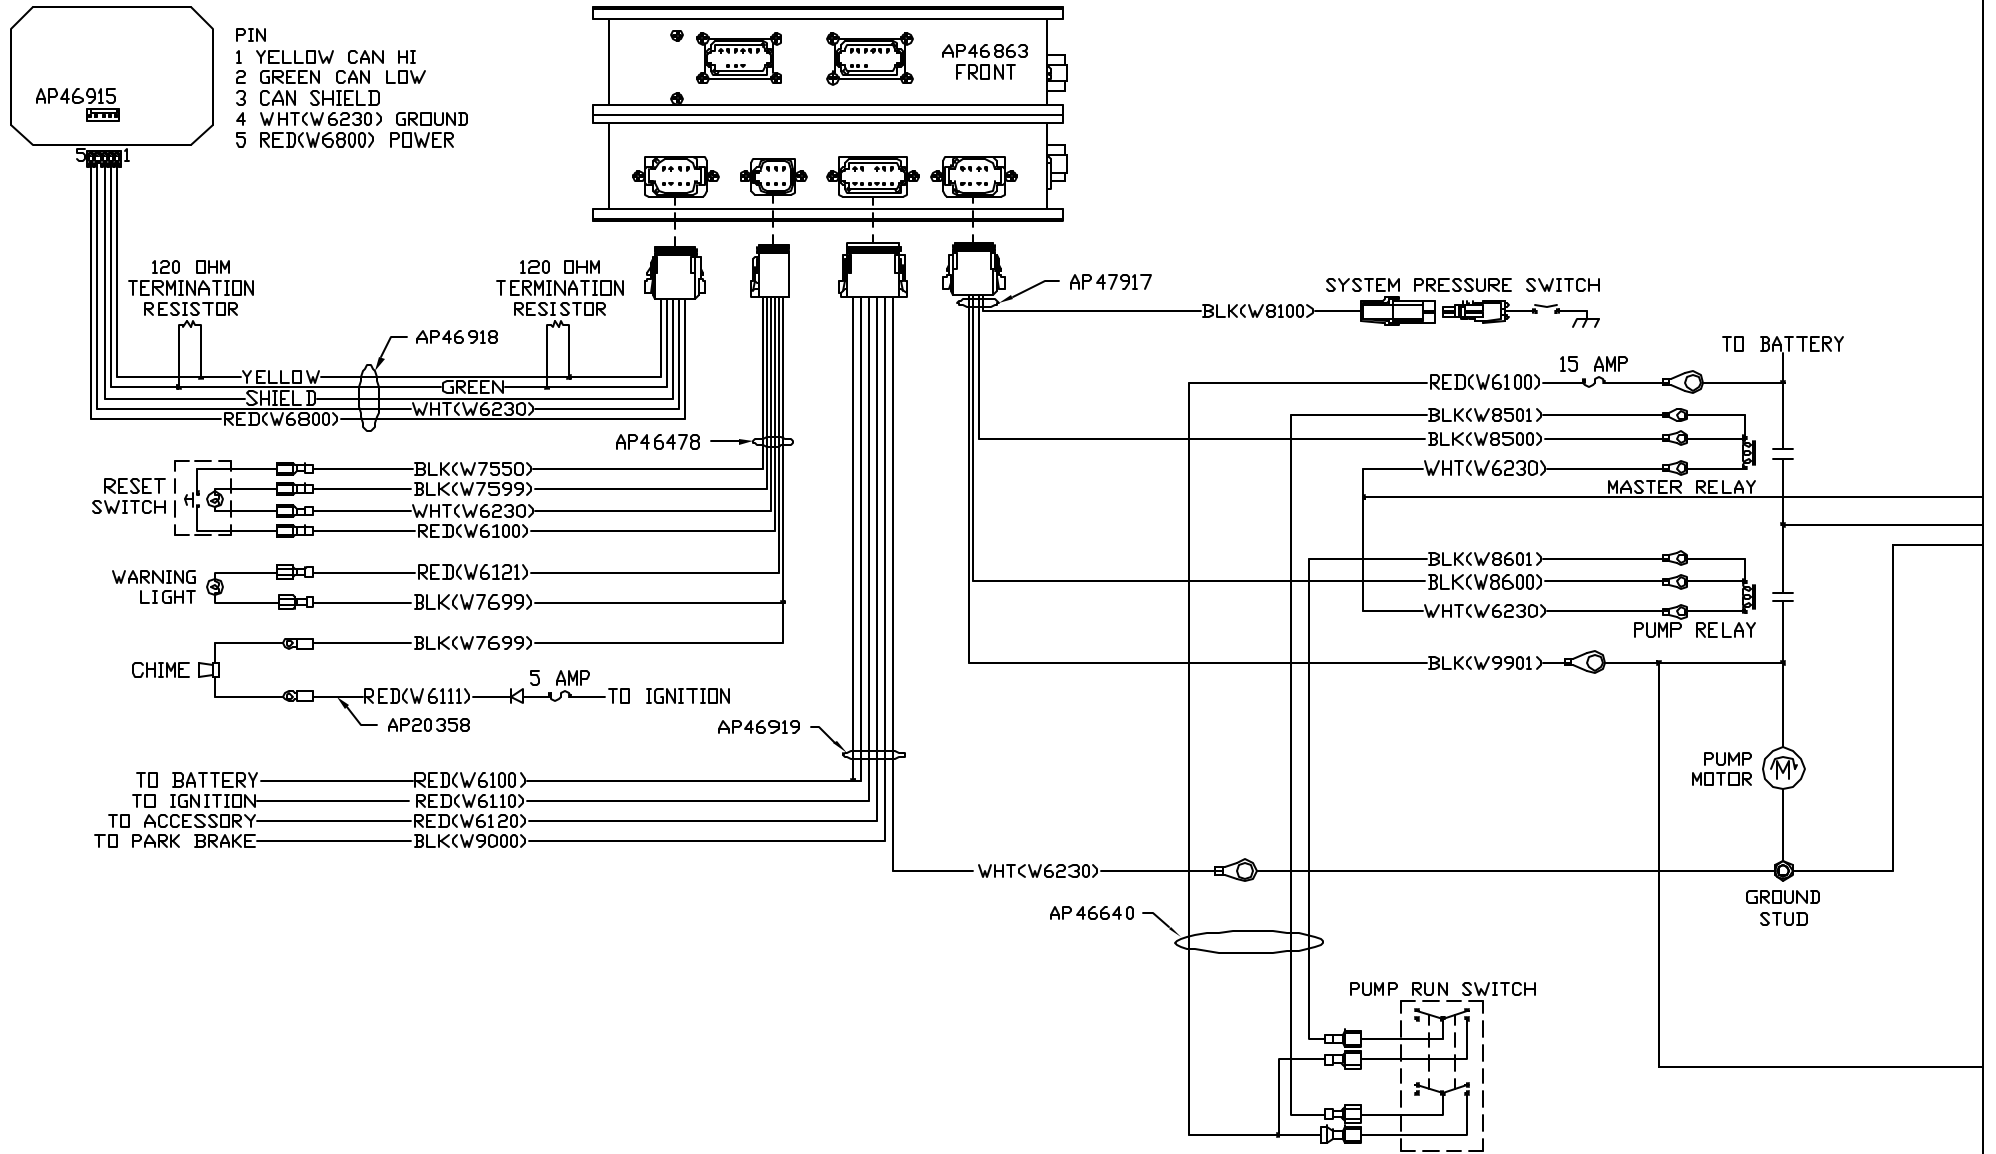 AP46915
5
1
PIN
1 YELLOW CAN HI
2 GREEN CAN LOW
3 CAN SHIELD
4 WHT(W6230) GROUND
5 RED(W6800) POWER
AP46863
FRONT
120 OHM
TERMINATION
RESISTOR
120 OHM
TERMINATION
RESISTOR
AP46918
YELLOW
GREEN
SHIELD
WHT(W6230)
RED(W6800)
AP46478
RESET
SWITCH
BLK(W7550)
BLK(W7599)
WHT(W6230)
RED(W6100)
WARNING
LIGHT
RED(W6121)
BLK(W7699)
CHIME
BLK(W7699)
RED(W6111)
5 AMP
TO IGNITION
AP20358
AP46919
TO BATTERY
RED(W6100)
TO IGNITION
RED(W6110)
TO ACCESSORY
RED(W6120)
TO PARK BRAKE
BLK(W9000)
AP47917
SYSTEM PRESSURE SWITCH
BLK(W8100)
TO BATTERY
15 AMP
RED(W6100)
BLK(W8501)
BLK(W8500)
WHT(W6230)
MASTER RELAY
BLK(W8601)
BLK(W8600)
WHT(W6230)
PUMP RELAY
BLK(W9901)
PUMP
MOTOR
M
WHT(W6230)
GROUND
STUD
AP46640
PUMP RUN SWITCH